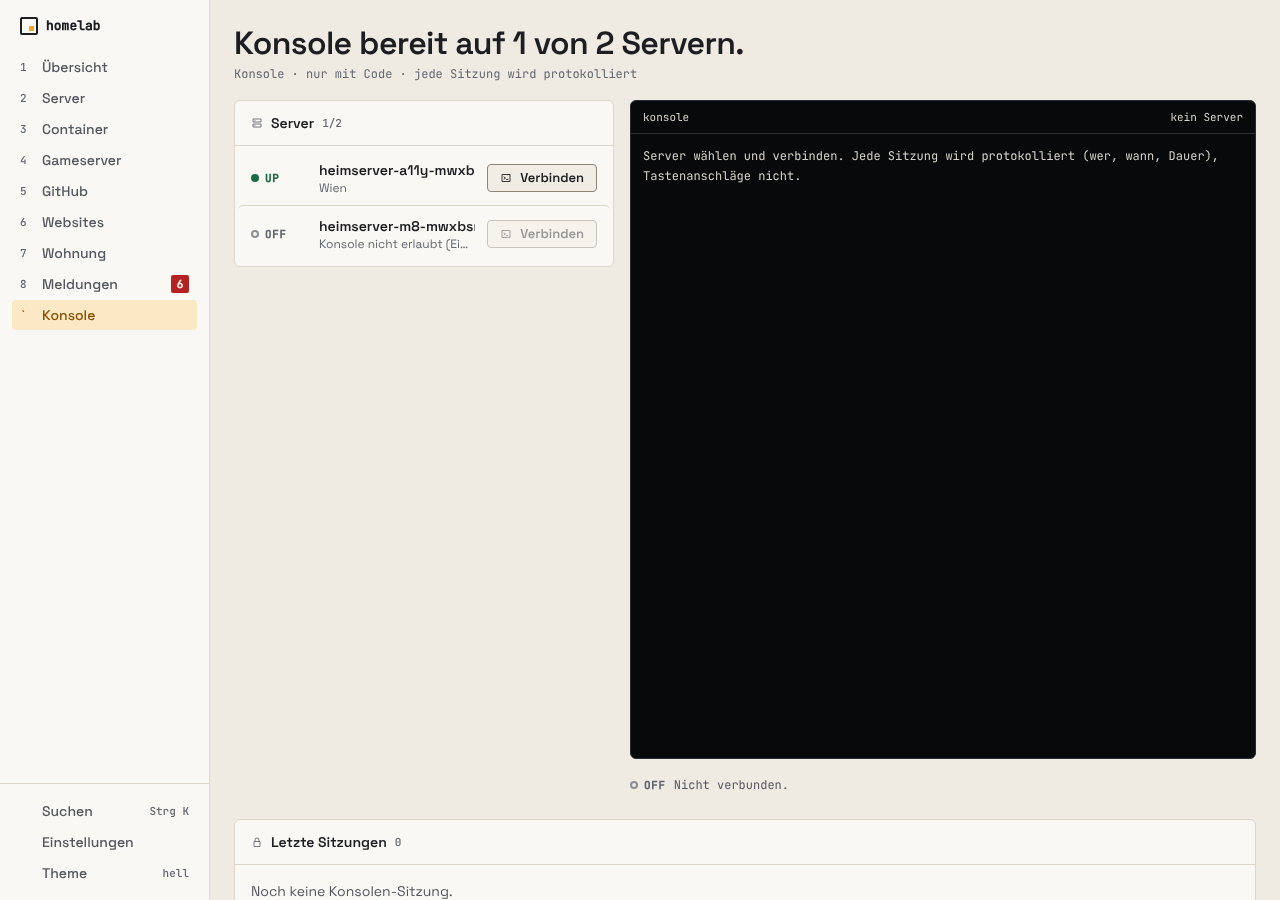 homelab
1 Übersicht
2 Server
3 Container
4 Gameserver
5 GitHub
6 Websites
7 Wohnung
8 Meldungen 6
` Konsole
Suchen Strg K
Einstellungen
Theme hell
Konsole bereit auf 1 von 2 Servern.
Konsole · nur mit Code · jede Sitzung wird protokolliert
Server 1/2
UP heimserver-a11y-mwxb Verbinden
Wien
OFF heimserver-m8-mwxbs Verbinden
Konsole nicht erlaubt (Ei…
konsole kein Server
Server wählen und verbinden. Jede Sitzung wird protokolliert (wer, wann, Dauer),
Tastenanschläge nicht.
OFF Nicht verbunden.
Letzte Sitzungen 0
Noch keine Konsolen-Sitzung.